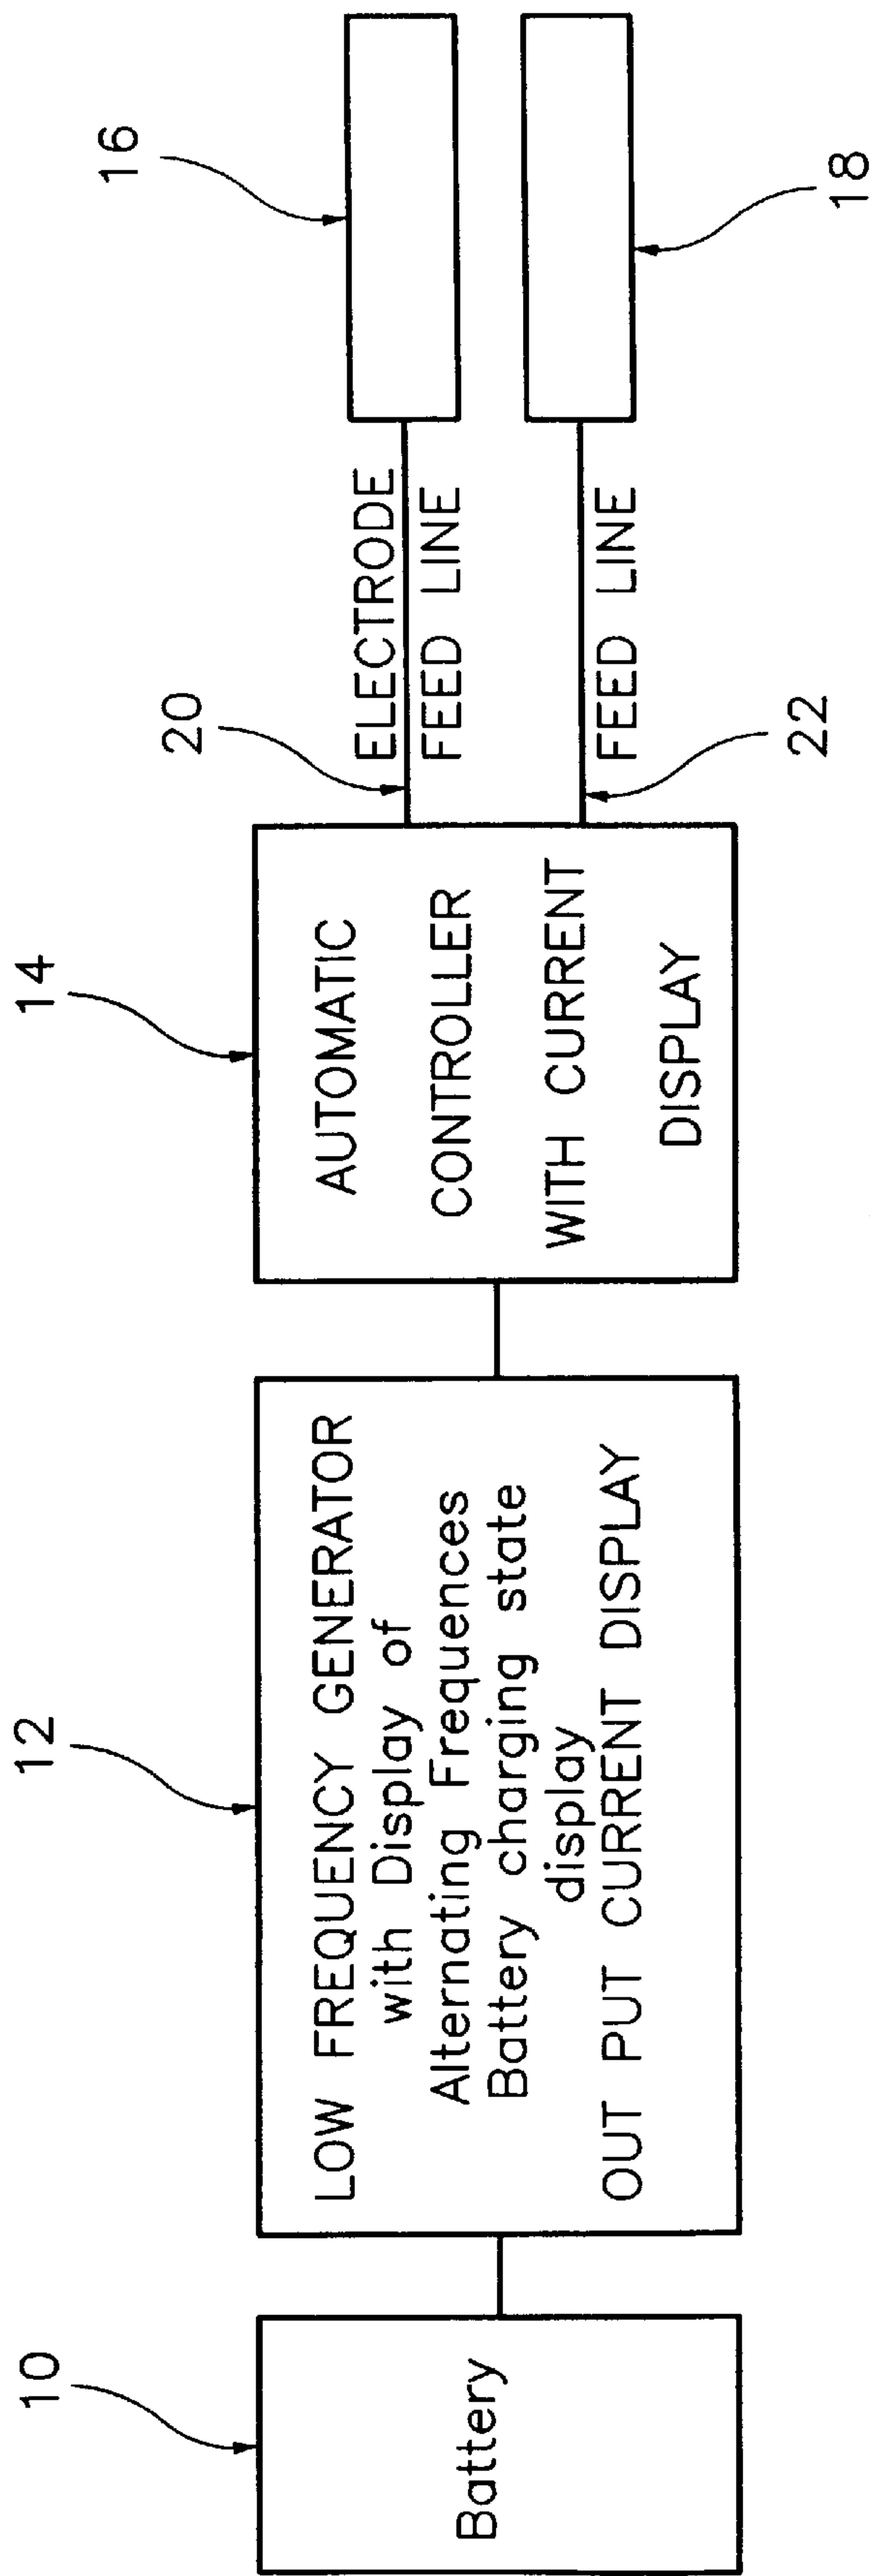 10
Battery
12
LOW FREQUENCY GENERATOR
with Display of
Alternating Frequences
Battery charging state
display
OUT PUT CURRENT DISPLAY
14
AUTOMATIC
CONTROLLER
WITH CURRENT
DISPLAY
20
ELECTRODE
FEED LINE
FEED LINE
22
16
18